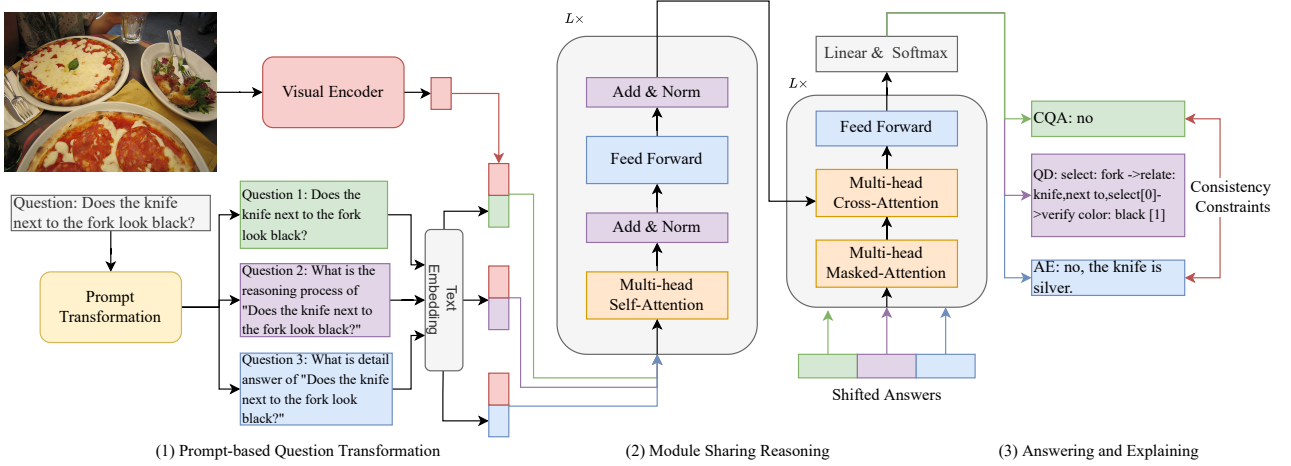 Visual Encoder
Question: Does the knife
next to the fork look black?
Prompt
Transformation
Question 1: Does the
knife next to the fork
look black?
Question 2: What is the
reasoning process of
"Does the knife next to
the fork look black?"
Question 3: What is detail
answer of "Does the knife
next to the fork look
black?"
Text
Embedding
(1) Prompt-based Question Transformation
L×
Add & Norm
Feed Forward
Add & Norm
Multi-head
Self-Attention
(2) Module Sharing Reasoning
Linear & Softmax
L×
Feed Forward
Multi-head
Cross-Attention
Multi-head
Masked-Attention
Shifted Answers
CQA: no
QD: select: fork ->relate:
knife,next to,select[0]-
>verify color: black [1]
AE: no, the knife is
silver.
Consistency
Constraints
(3) Answering and Explaining